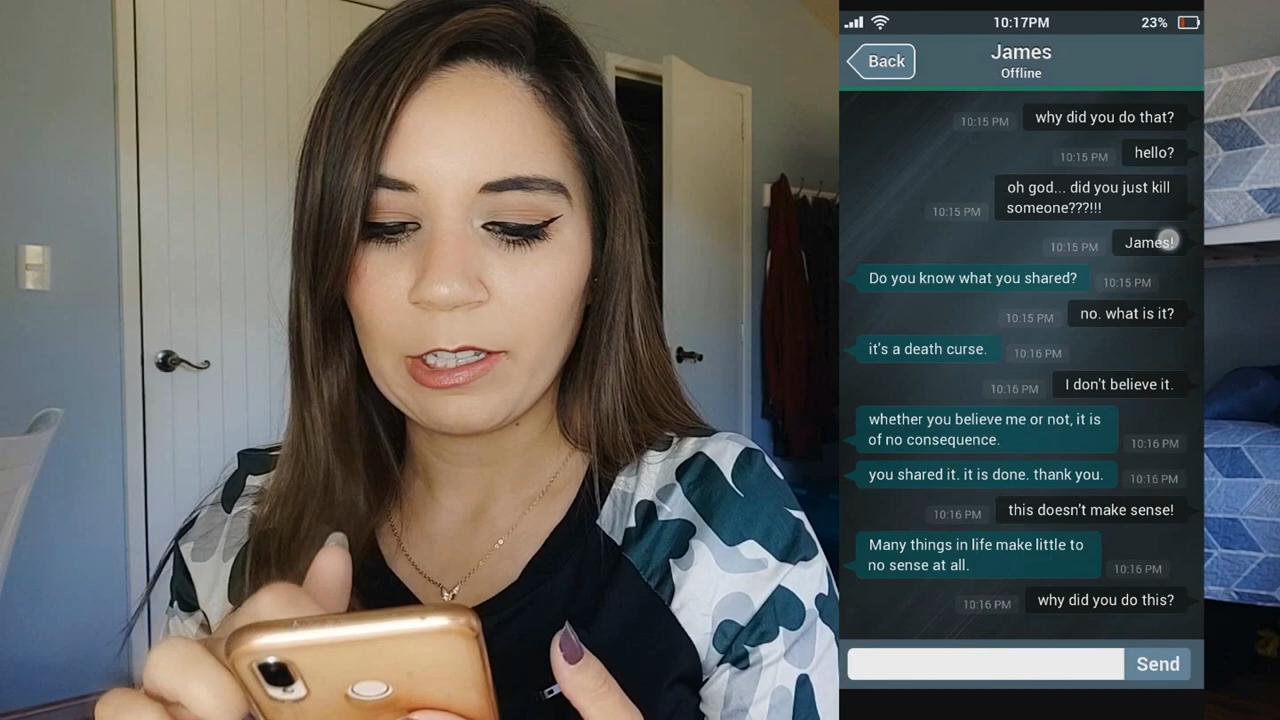 10:17PM
23%
Back
James
Offline
10:15 PM
why did you do that?
10:15 PM
hello?
oh god... did you just kill
someone???!!!
10:15 PM
10:15 PM
James!
Do you know what you shared?
10:15 PM
10:15 PM
no. what is it?
it's a death curse.
10:16 PM
10:16 PM
I don't believe it.
whether you believe me or not, it is
of no consequence.
10:16 PM
you shared it. it is done. thank you.
10:16 PM
10:16 PM
this doesn't make sense!
Many things in life make little to
no sense at all.
10:16 PM
10:16 PM
why did you do this?
Send